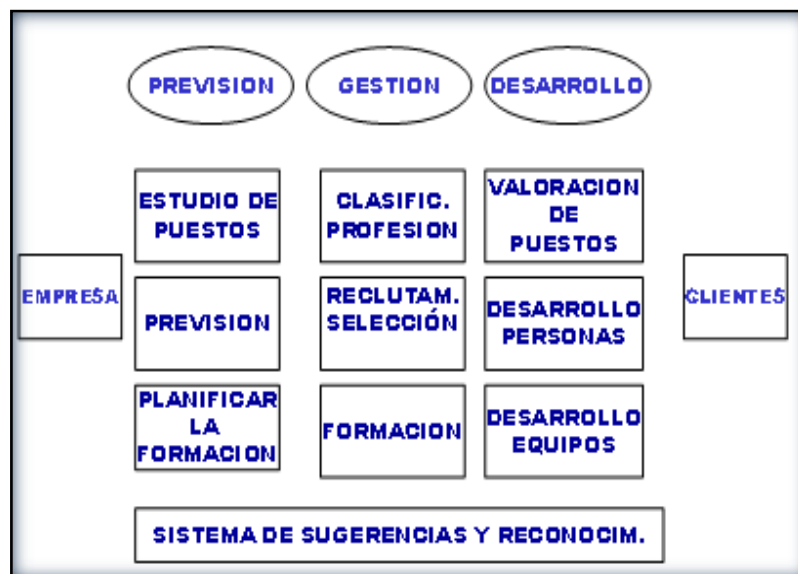 PREVISION
GESTION
DESARROLLO
ESTUDIO DE
PUESTOS
CLASIFIC.
PROFESION
VALORACION
DE
PUESTOS
EMPRESA
PREVISION
RECLUTAM.
SELECCIÓN
DESARROLLO
PERSONAS
CLIENTES
PLANIFICAR
LA
FORMACION
FORMACION
DESARROLLO
EQUIPOS
SISTEMA DE SUGERENCIAS Y RECONOCIM.